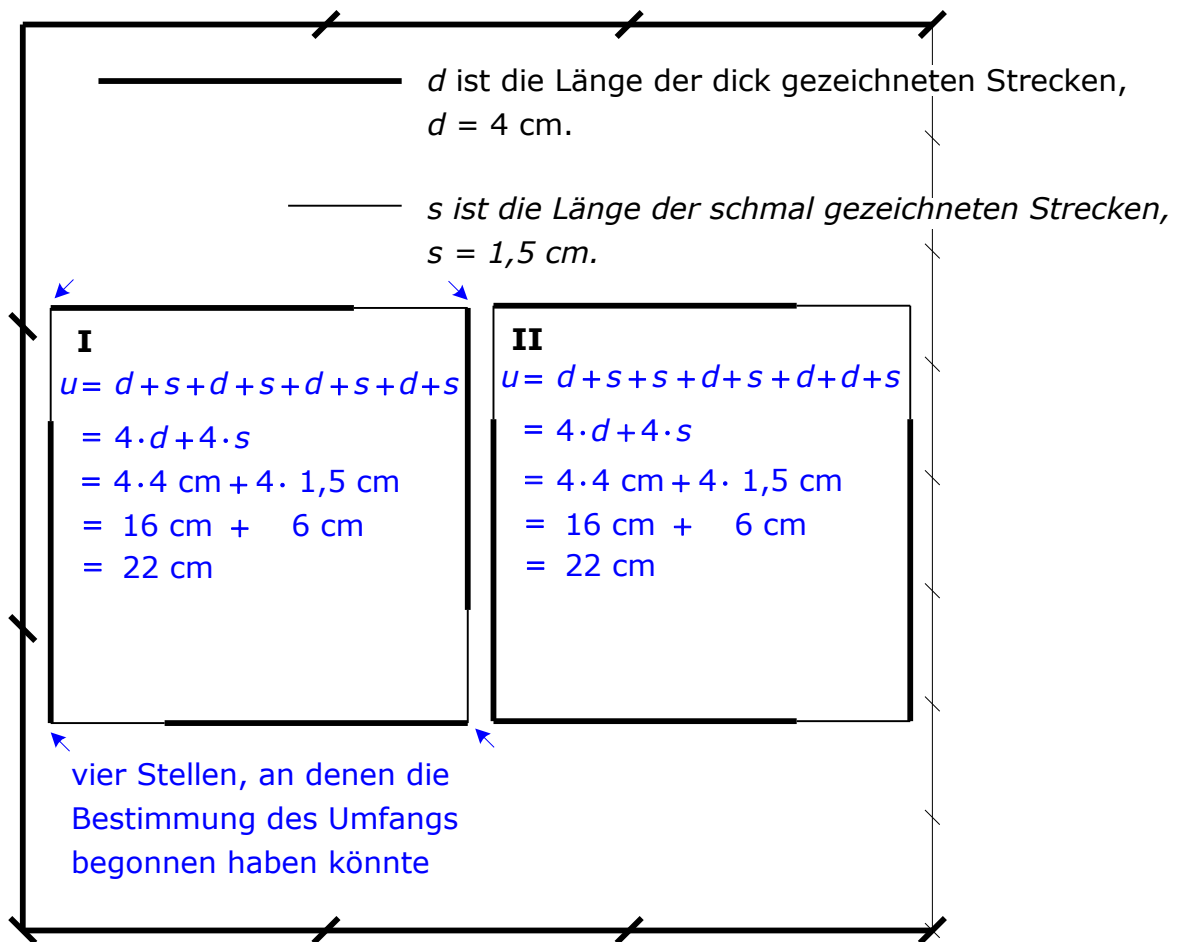 d ist die Länge der dick gezeichneten Strecken,
d = 4 cm.
s ist die Länge der schmal gezeichneten Strecken,
s = 1,5 cm.
I
u = d + s + d + s + d + s + d + s
= 4·d + 4·s
= 4·4 cm + 4· 1,5 cm
= 16 cm + 6 cm
= 22 cm
II
u = d + s + s + d + s + d + d + s
= 4·d + 4·s
= 4·4 cm + 4· 1,5 cm
= 16 cm + 6 cm
= 22 cm
vier Stellen, an denen die
Bestimmung des Umfangs
begonnen haben könnte